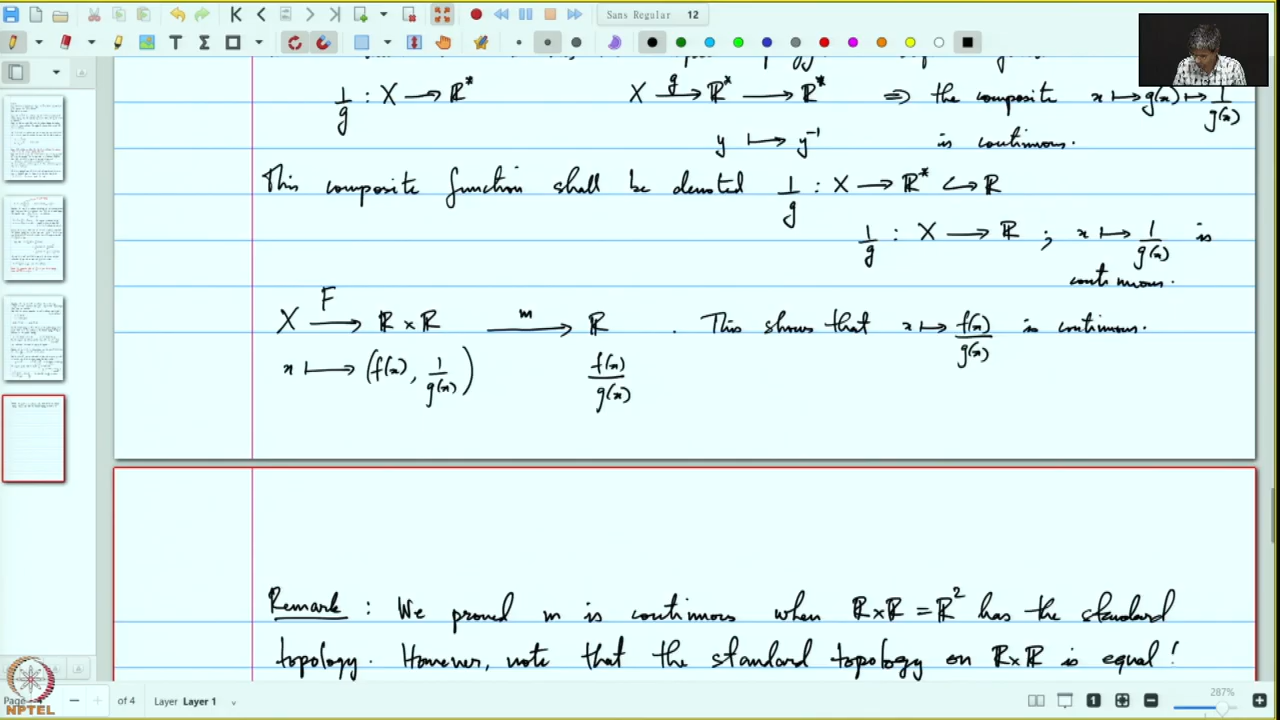 Sans Regular 12
1/g : X → ℝ* X →g ℝ* → ℝ* ⇒ the composite x ↦ g(x) ↦ 1/g(x)
y ↦ y⁻¹ is continuous.
This composite function shall be denoted 1/g : X → ℝ* ↪ ℝ
1/g : X → ℝ ; x ↦ 1/g(x) is
continuous.
X →F ℝ × ℝ →m ℝ . This shows that x ↦ f(x)/g(x) is continuous.
x ↦ (f(x), 1/g(x)) f(x)/g(x)
Remark : We proved m is continuous when ℝ×ℝ = ℝ² has the standard
topology. However, note that the standard topology on ℝ×ℝ is equal
NPTEL
of 4 Layer Layer 1
287%